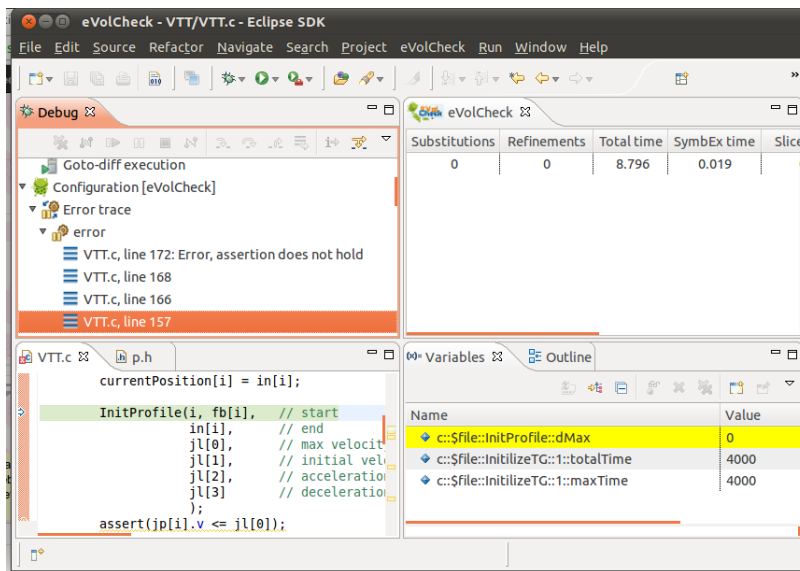 eVolCheck - VTT/VTT.c - Eclipse SDK
File Edit Source Refactor Navigate Search Project eVolCheck Run Window Help
Debug
Goto-diff execution
Configuration [eVolCheck]
Error trace
error
VTT.c, line 172: Error, assertion does not hold
VTT.c, line 168
VTT.c, line 166
VTT.c, line 157
eVolCheck
Substitutions Refinements Total time SymbEx time Slice
0 0 8.796 0.019
VTT.c p.h
currentPosition[i] = in[i];
InitProfile(i, fb[i], // start
in[i], // end
jl[0], // max velocit
jl[1], // initial vel
jl[2], // acceleration
jl[3] // deceleration
);
assert(jp[i].v <= jl[0]);
(x)= Variables Outline
Name Value
c::$file::InitProfile::dMax 0
c::$file::InitilizeTG::1::totalTime 4000
c::$file::InitilizeTG::1::maxTime 4000